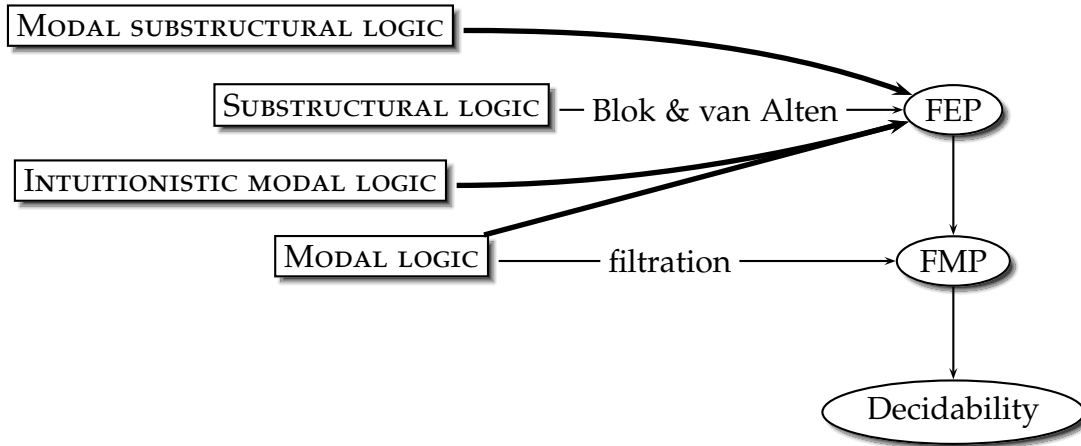 MODAL SUBSTRUCTURAL LOGIC
SUBSTRUCTURAL LOGIC
Blok & van Alten
FEP
INTUITIONISTIC MODAL LOGIC
MODAL LOGIC
filtration
FMP
Decidability